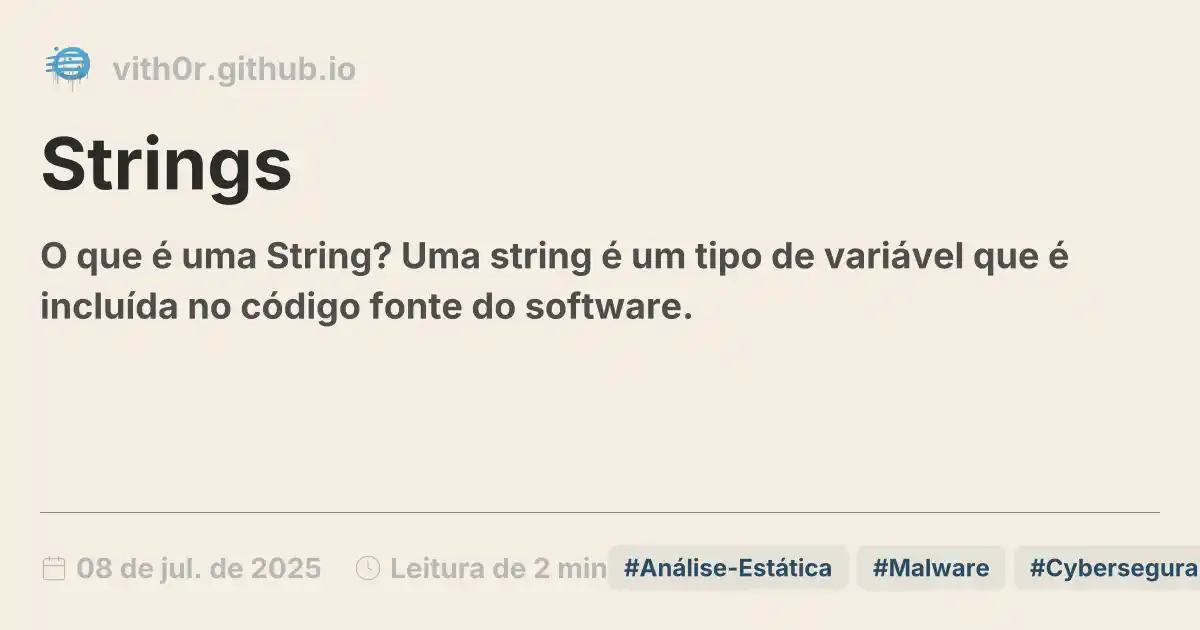 vith0r.github.io
Strings
O que é uma String? Uma string é um tipo de variável que é
incluída no código fonte do software.
08 de jul. de 2025 Leitura de 2 min #Análise-Estática #Malware #Cybersegura